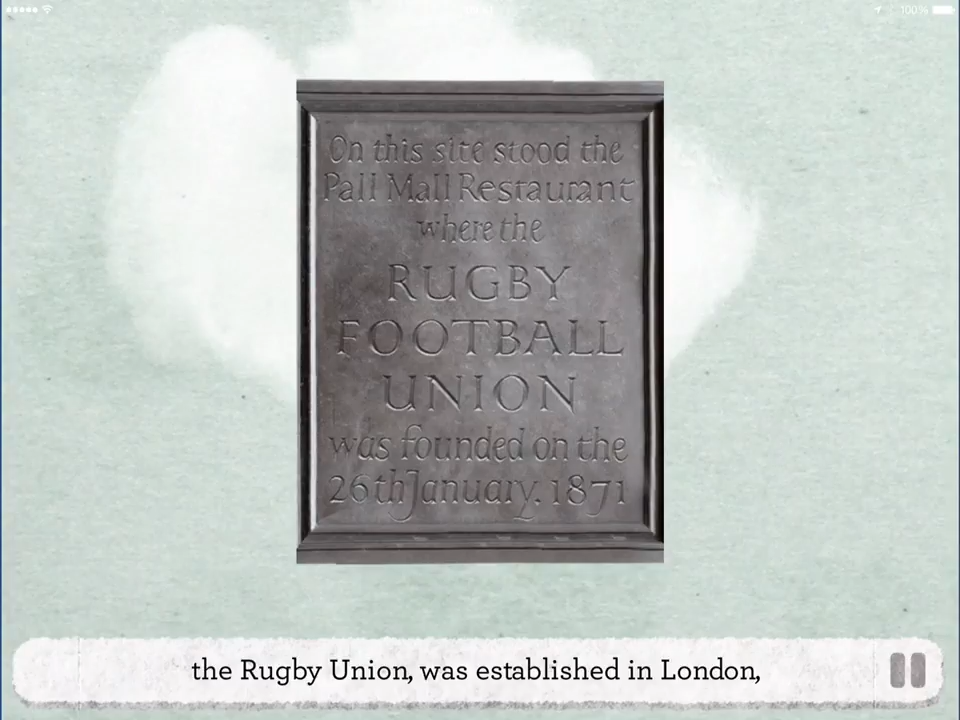 100%
On this site stood the
Pall Mall Restaurant
where the
RUGBY
FOOTBALL
UNION
was founded on the
26th January. 1871
the Rugby Union, was established in London,